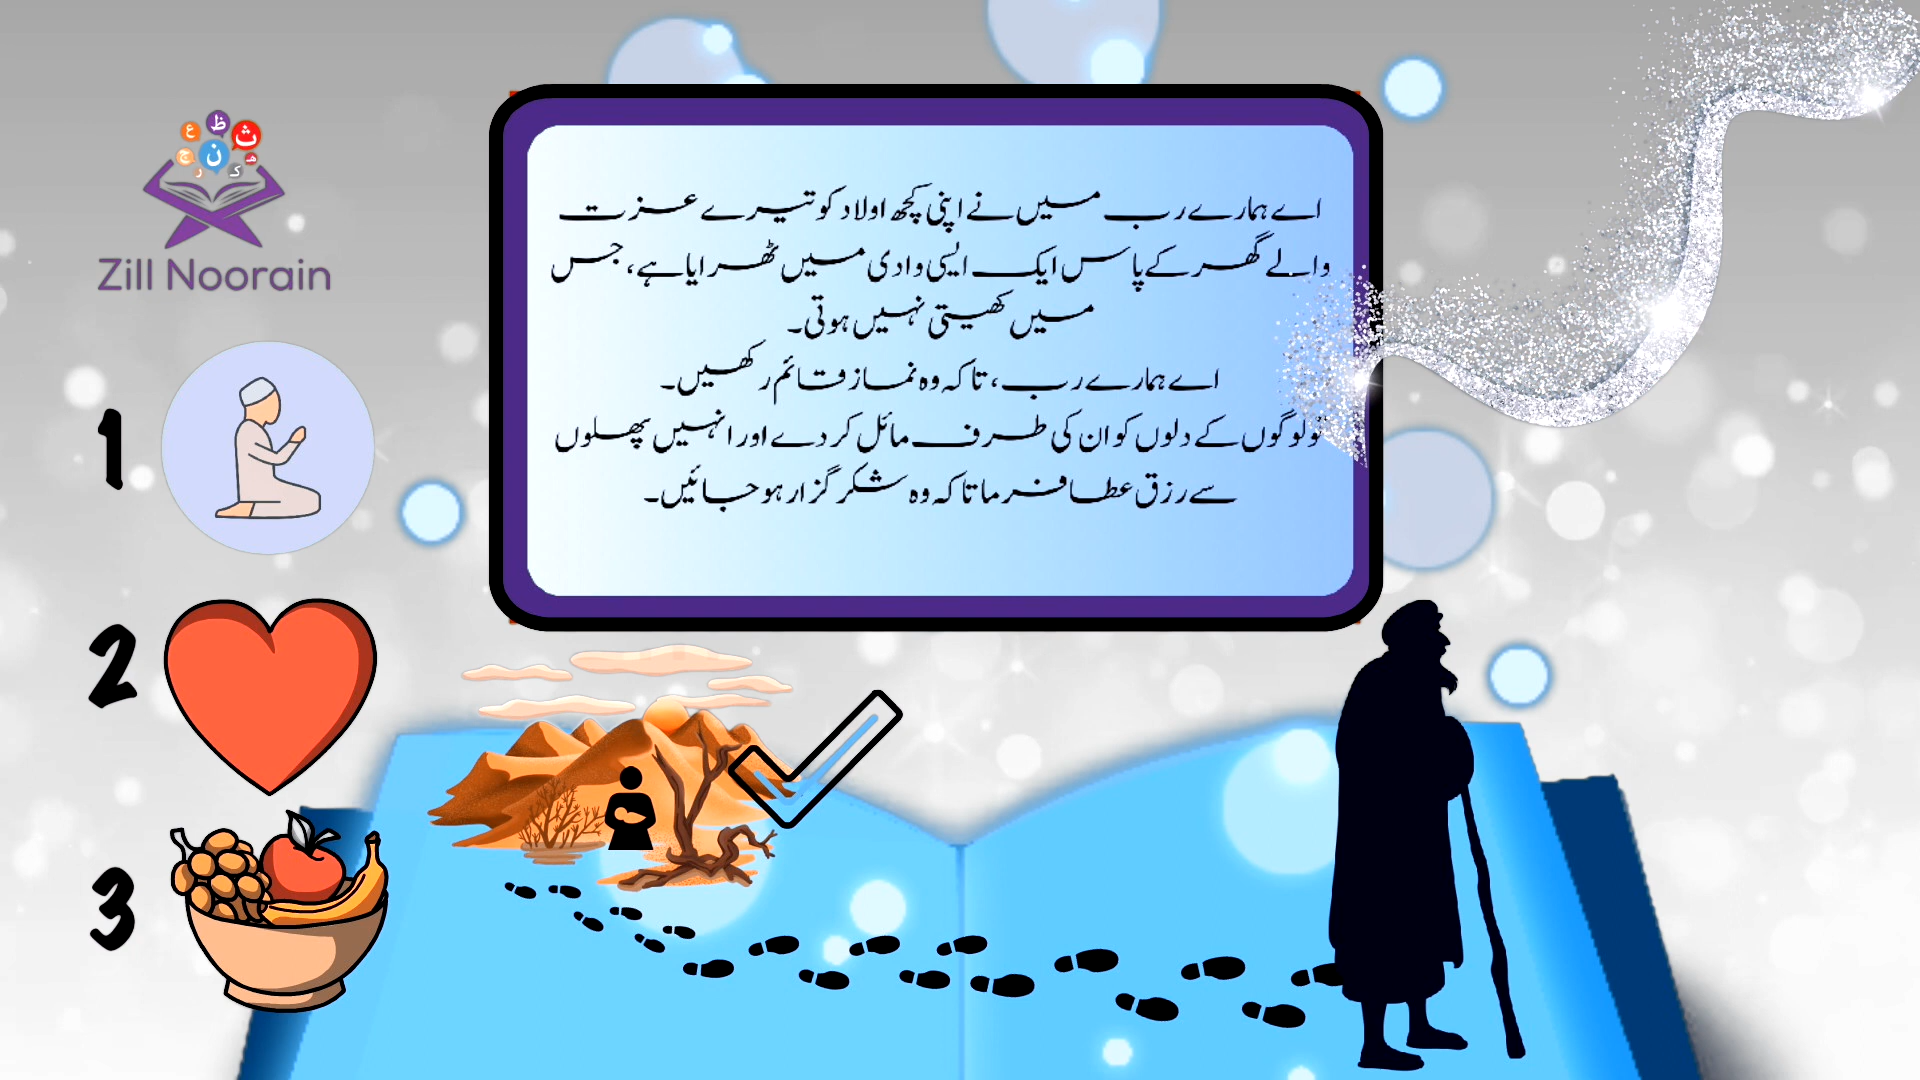 ظ
ع
ث
ن
ج
ر
ک
Zill Noorain
اے ہمارے رب میں نے اپنی کچھ اولاد کو تیرے عزت
والے گھر کے پاس ایک ایسی وادی میں ٹھرایا ہے، جس
میں کھیتی نہیں ہوتی۔
اے ہمارے رب، تاکہ وہ نماز قائم رکھیں۔
تو لوگوں کے دلوں کو ان کی طرف مائل کر دے اور انہیں پھلوں
سے رزق عطا فرما تاکہ وہ شکر گزار ہو جائیں۔
1
2
3